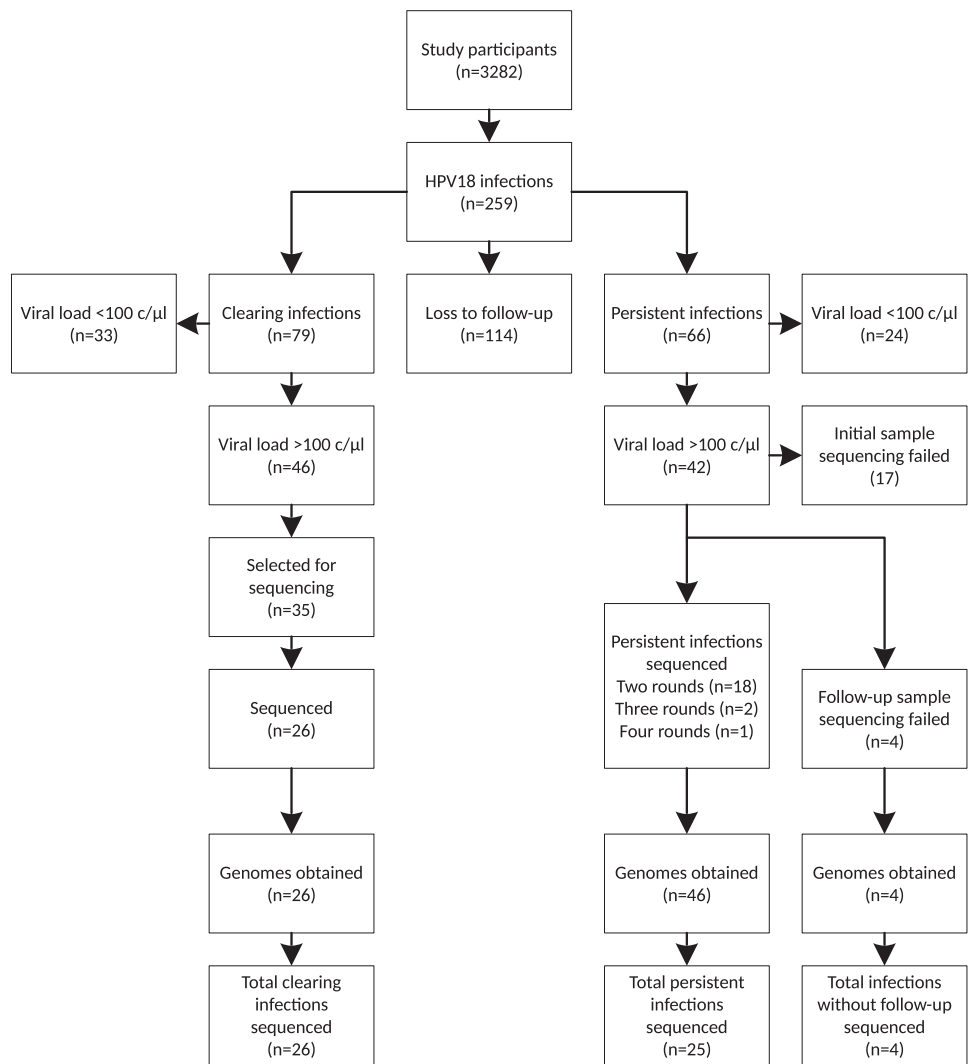 Study participants
(n=3282)
HPV18 infections
(n=259)
Viral load <100 c/µl
(n=33)
Clearing infections
(n=79)
Loss to follow-up
(n=114)
Persistent infections
(n=66)
Viral load <100 c/µl
(n=24)
Viral load >100 c/µl
(n=46)
Viral load >100 c/µl
(n=42)
Initial sample
sequencing failed
(17)
Selected for
sequencing
(n=35)
Sequenced
(n=26)
Persistent infections
sequenced
Two rounds (n=18)
Three rounds (n=2)
Four rounds (n=1)
Follow-up sample
sequencing failed
(n=4)
Genomes obtained
(n=26)
Genomes obtained
(n=46)
Genomes obtained
(n=4)
Total clearing
infections
sequenced
(n=26)
Total persistent
infections
sequenced
(n=25)
Total infections
without follow-up
sequenced
(n=4)